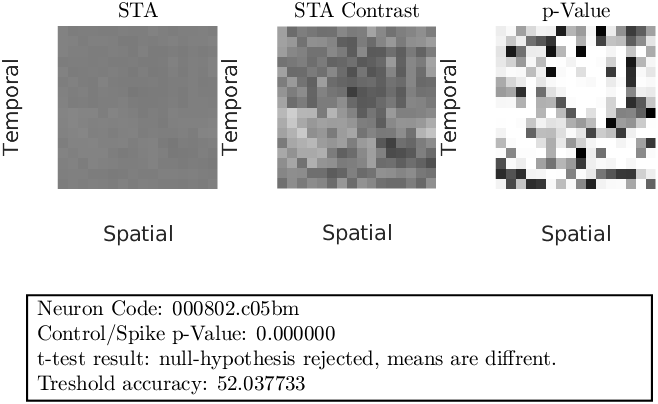 STA
STA Contrast
p-Value
Temporal
Temporal
Temporal
Spatial
Spatial
Spatial
Neuron Code: 000802.c05bm
Control/Spike p-Value: 0.000000
t-test result: null-hypothesis rejected, means are diffrent.
Treshold accuracy: 52.037733